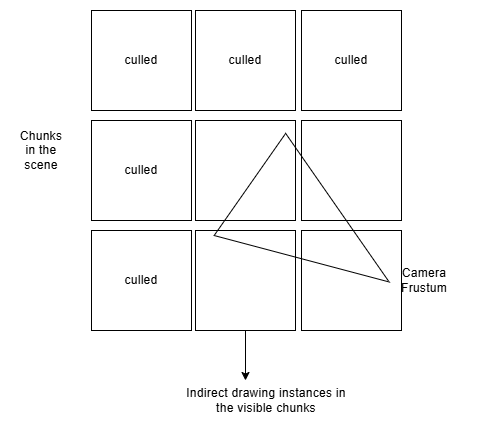 culled
culled
culled
Chunks
in the
scene
culled
culled
Camera
Frustum
Indirect drawing instances in
the visible chunks